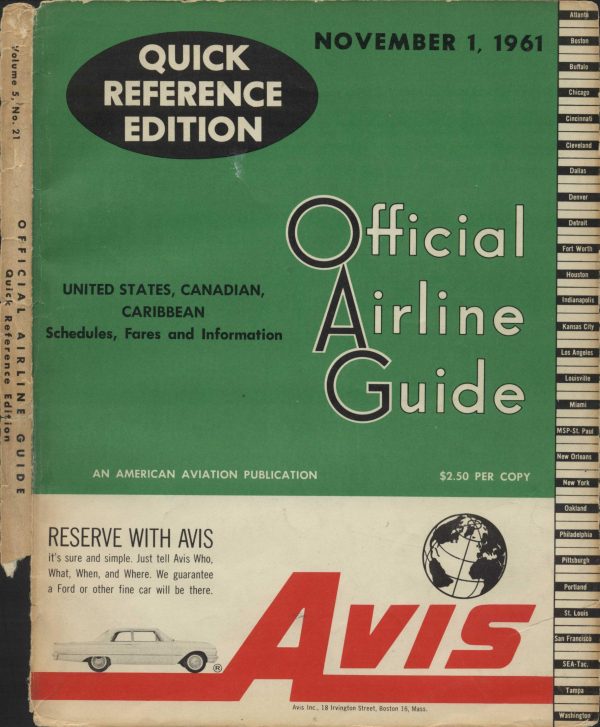 Volume 5, No. 21
OFFICIAL AIRLINE GUIDE
Quick Reference Edition
QUICK
REFERENCE
EDITION
NOVEMBER 1, 1961
Official
Airline
Guide
UNITED STATES, CANADIAN,
CARIBBEAN
Schedules, Fares and Information
AN AMERICAN AVIATION PUBLICATION
$2.50 PER COPY
RESERVE WITH AVIS
it's sure and simple. Just tell Avis Who,
What, When, and Where. We guarantee
a Ford or other fine car will be there.
®
AVIS
Avis Inc., 18 Irvington Street, Boston 16, Mass.
Atlanta
Boston
Buffalo
Chicago
Cincinnati
Cleveland
Dallas
Denver
Detroit
Fort Worth
Houston
Indianapolis
Kansas City
Los Angeles
Louisville
Miami
MSP-St. Paul
New Orleans
New York
Oakland
Philadelphia
Pittsburgh
Portland
St. Louis
San Francisco
SEA-Tac.
Tampa
Washington